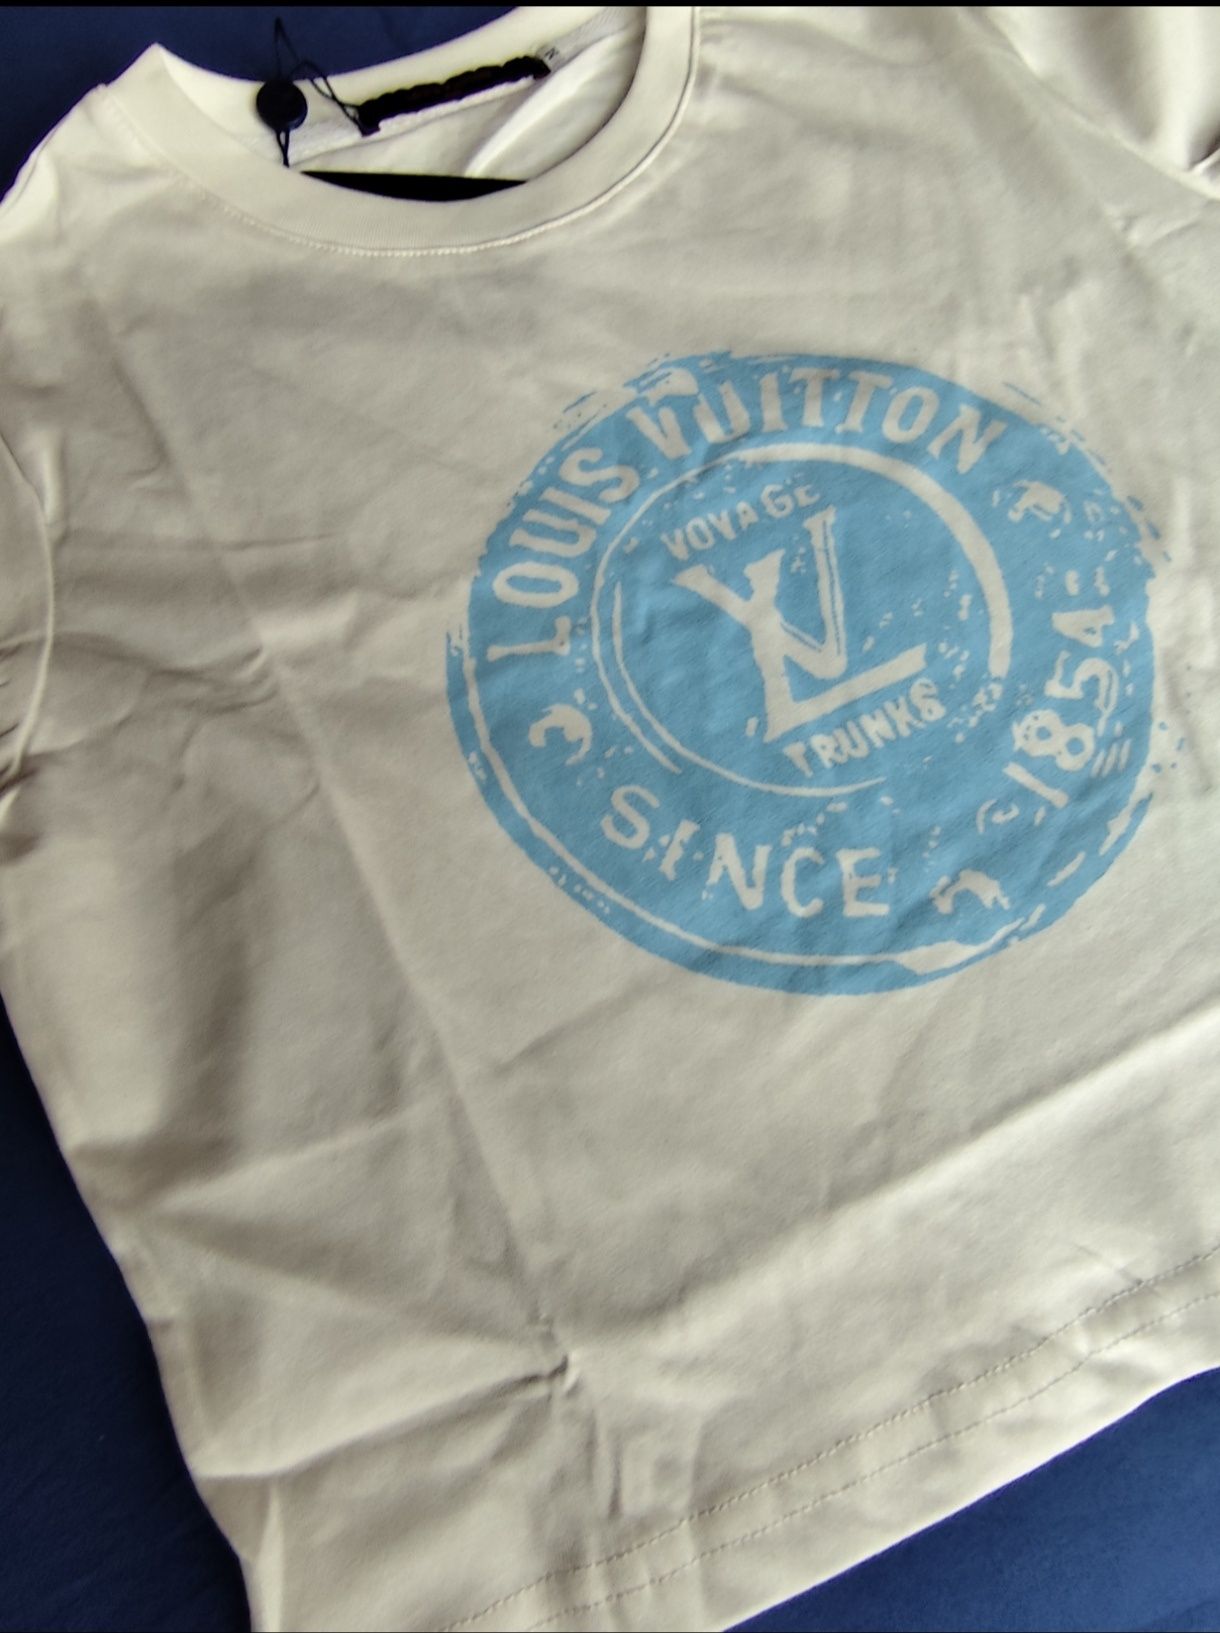 LOUIS VUITTON
VOYAGE
LV
TRUNKS
SINCE 1854